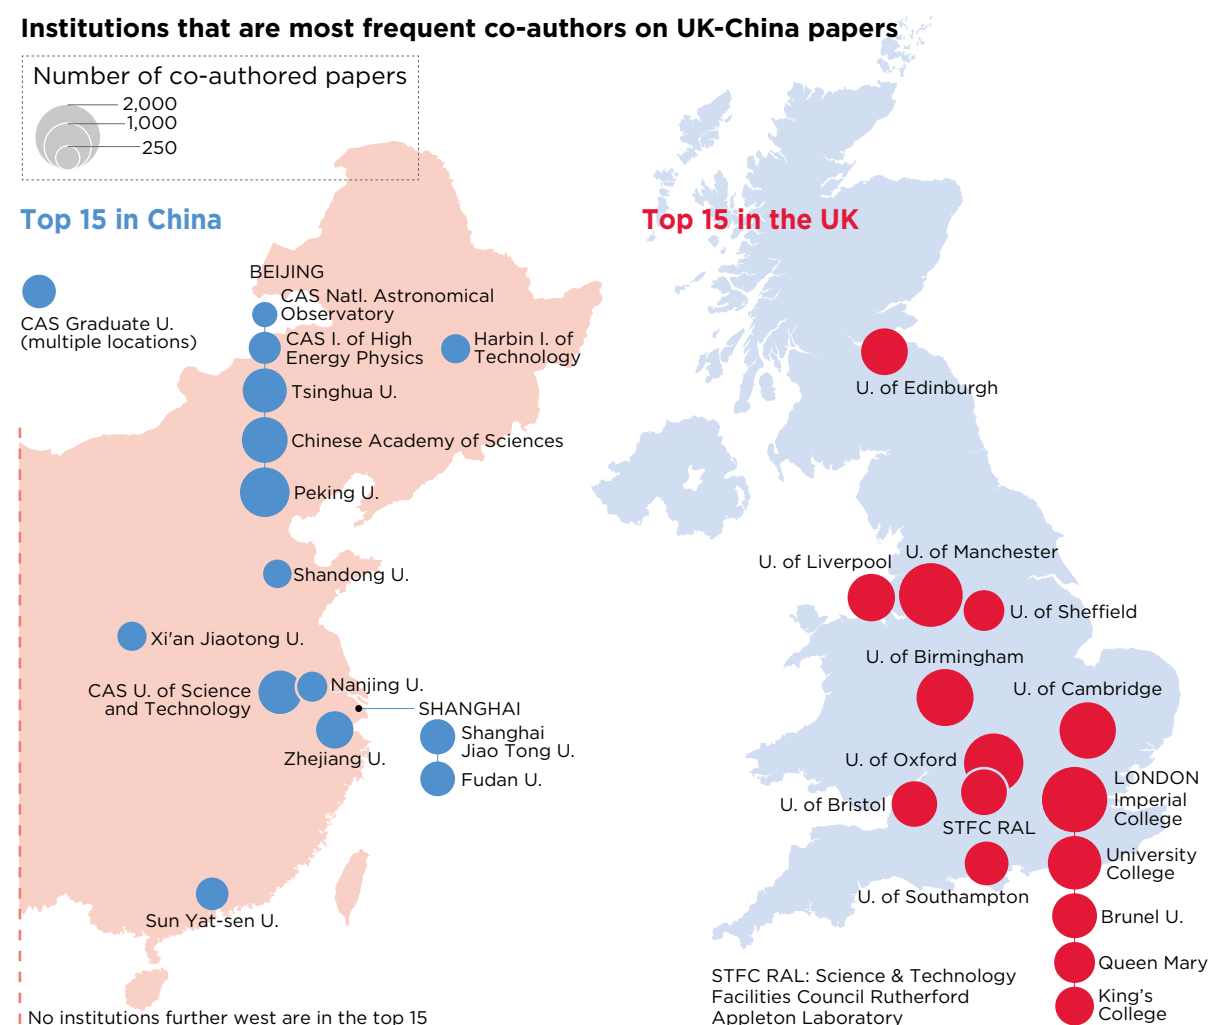 Institutions that are most frequent co-authors on UK-China papers
Number of co-authored papers
2,000
1,000
250
Top 15 in China
Top 15 in the UK
BEIJING
CAS Natl. Astronomical
Observatory
CAS Graduate U.
(multiple locations)
CAS I. of High
Energy Physics
Harbin I. of
Technology
Tsinghua U.
Chinese Academy of Sciences
Peking U.
Shandong U.
Xi'an Jiaotong U.
CAS U. of Science
and Technology
Nanjing U.
SHANGHAI
Shanghai
Jiao Tong U.
Zhejiang U.
Fudan U.
Sun Yat-sen U.
No institutions further west are in the top 15
U. of Edinburgh
U. of Liverpool
U. of Manchester
U. of Sheffield
U. of Birmingham
U. of Cambridge
U. of Oxford
U. of Bristol
STFC RAL
LONDON
Imperial
College
University
College
U. of Southampton
Brunel U.
Queen Mary
King's
College
STFC RAL: Science & Technology
Facilities Council Rutherford
Appleton Laboratory